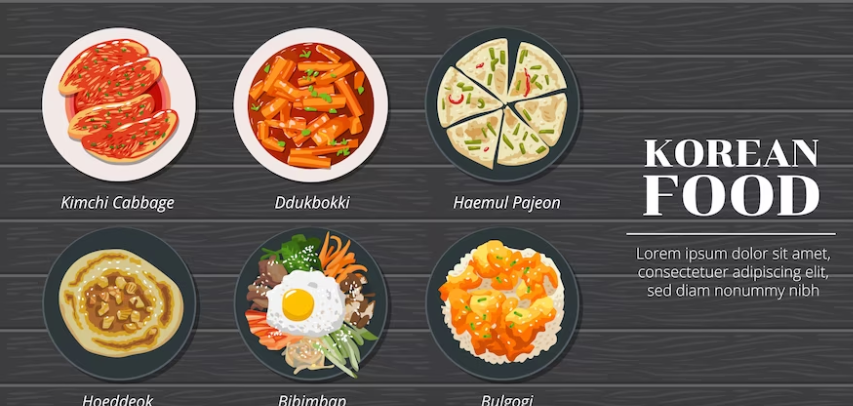 Kimchi Cabbage
Ddukbokki
Haemul Pajeon
KOREAN
FOOD
Lorem ipsum dolor sit amet,
consectetuer adipiscing elit,
sed diam nonummy nibh
Hoeddeok
Bibimbap
Bulgogi